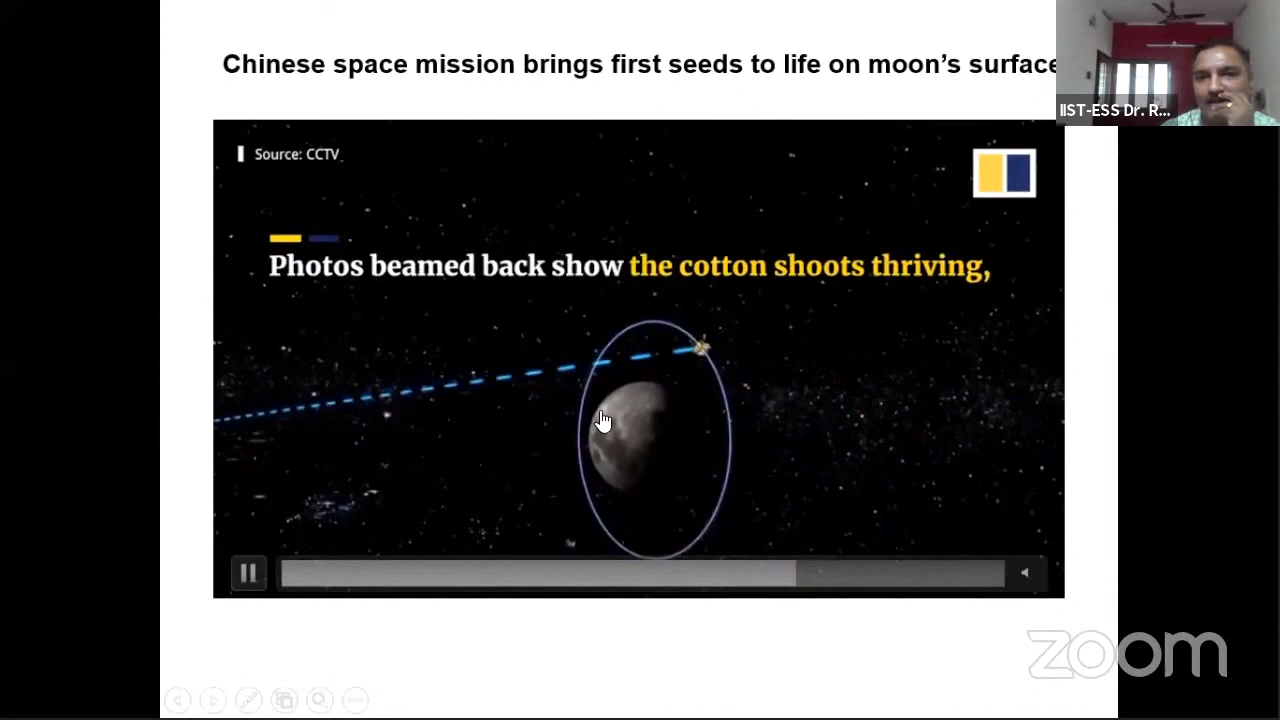 Chinese space mission brings first seeds to life on moon’s surface
IIST-ESS Dr. R...
Source: CCTV
Photos beamed back show the cotton shoots thriving,
zoom